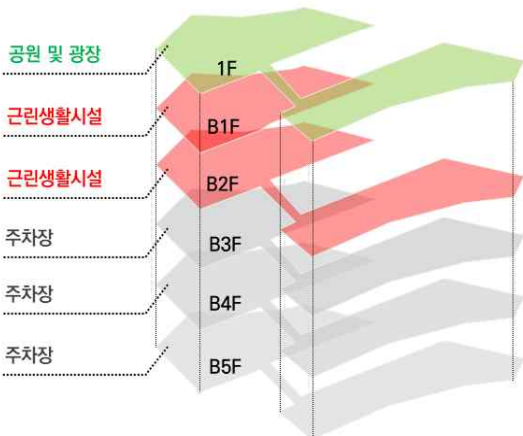 공원 및 광장
1F
근린생활시설
B1F
근린생활시설
B2F
주차장
B3F
주차장
B4F
주차장
B5F